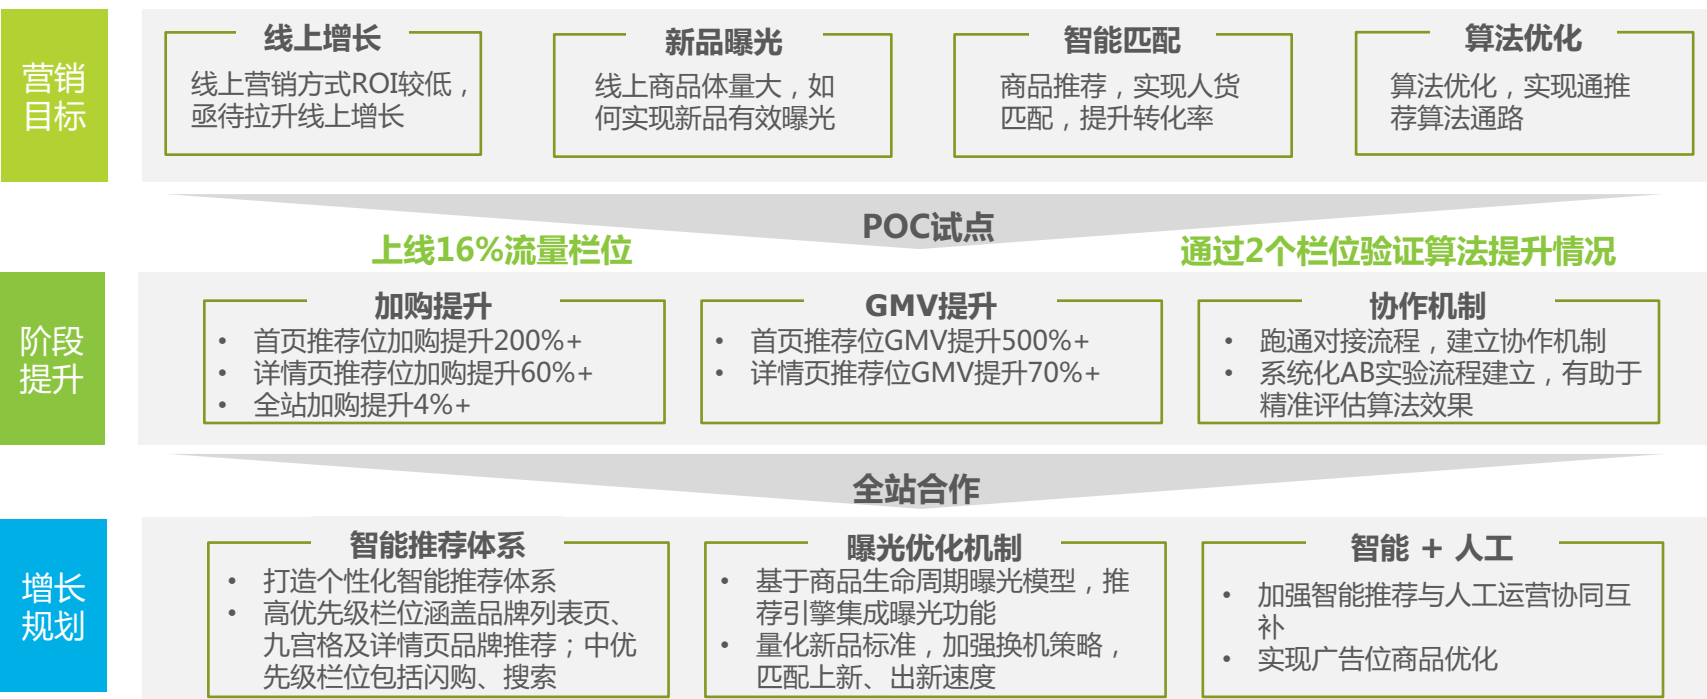 营销
目标
线上增长
线上营销方式ROI较低，
亟待拉升线上增长
新品曝光
线上商品体量大，如
何实现新品有效曝光
智能匹配
商品推荐，实现人货
匹配，提升转化率
算法优化
算法优化，实现通推
荐算法通路
POC试点
上线16%流量栏位
通过2个栏位验证算法提升情况
阶段
提升
加购提升
• 首页推荐位加购提升200%+
• 详情页推荐位加购提升60%+
• 全站加购提升4%+
GMV提升
• 首页推荐位GMV提升500%+
• 详情页推荐位GMV提升70%+
协作机制
• 跑通对接流程，建立协作机制
• 系统化AB实验流程建立，有助于
精准评估算法效果
全站合作
增长
规划
智能推荐体系
• 打造个性化智能推荐体系
• 高优先级栏位涵盖品牌列表页、
九宫格及详情页品牌推荐；中优
先级栏位包括闪购、搜索
曝光优化机制
• 基于商品生命周期曝光模型，推
荐引擎集成曝光功能
• 量化新品标准，加强换机策略，
匹配上新、出新速度
智能 + 人工
• 加强智能推荐与人工运营协同互
补
• 实现广告位商品优化